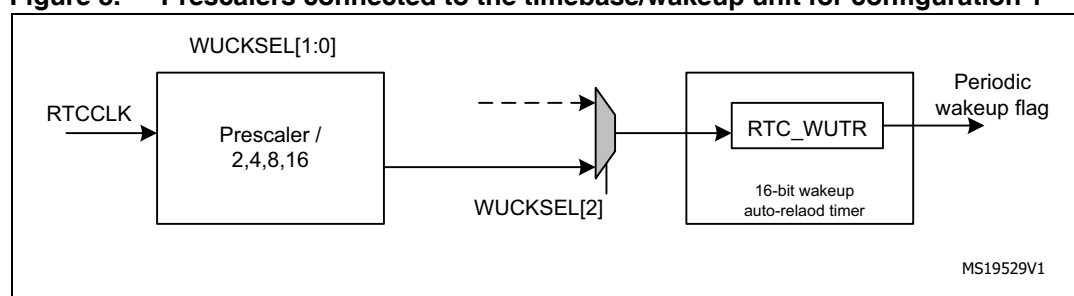 Figure 8. Prescalers connected to the timebase/wakeup unit for configuration 1
WUCKSEL[1:0]
RTCCLK
Prescaler /
2,4,8,16
WUCKSEL[2]
RTC_WUTR
16-bit wakeup
auto-relaod timer
Periodic
wakeup flag
MS19529V1